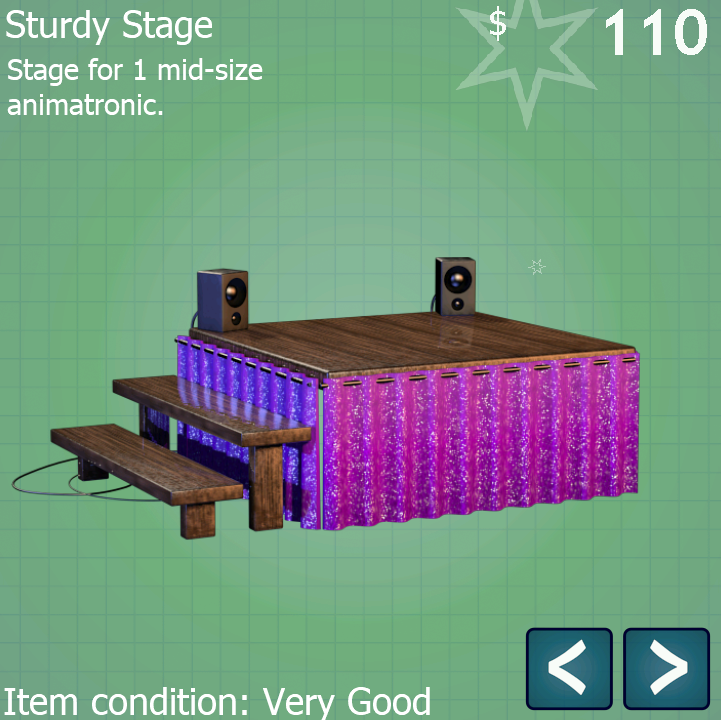 Sturdy Stage
$ 110
Stage for 1 mid-size
animatronic.
< >
Item condition: Very Good